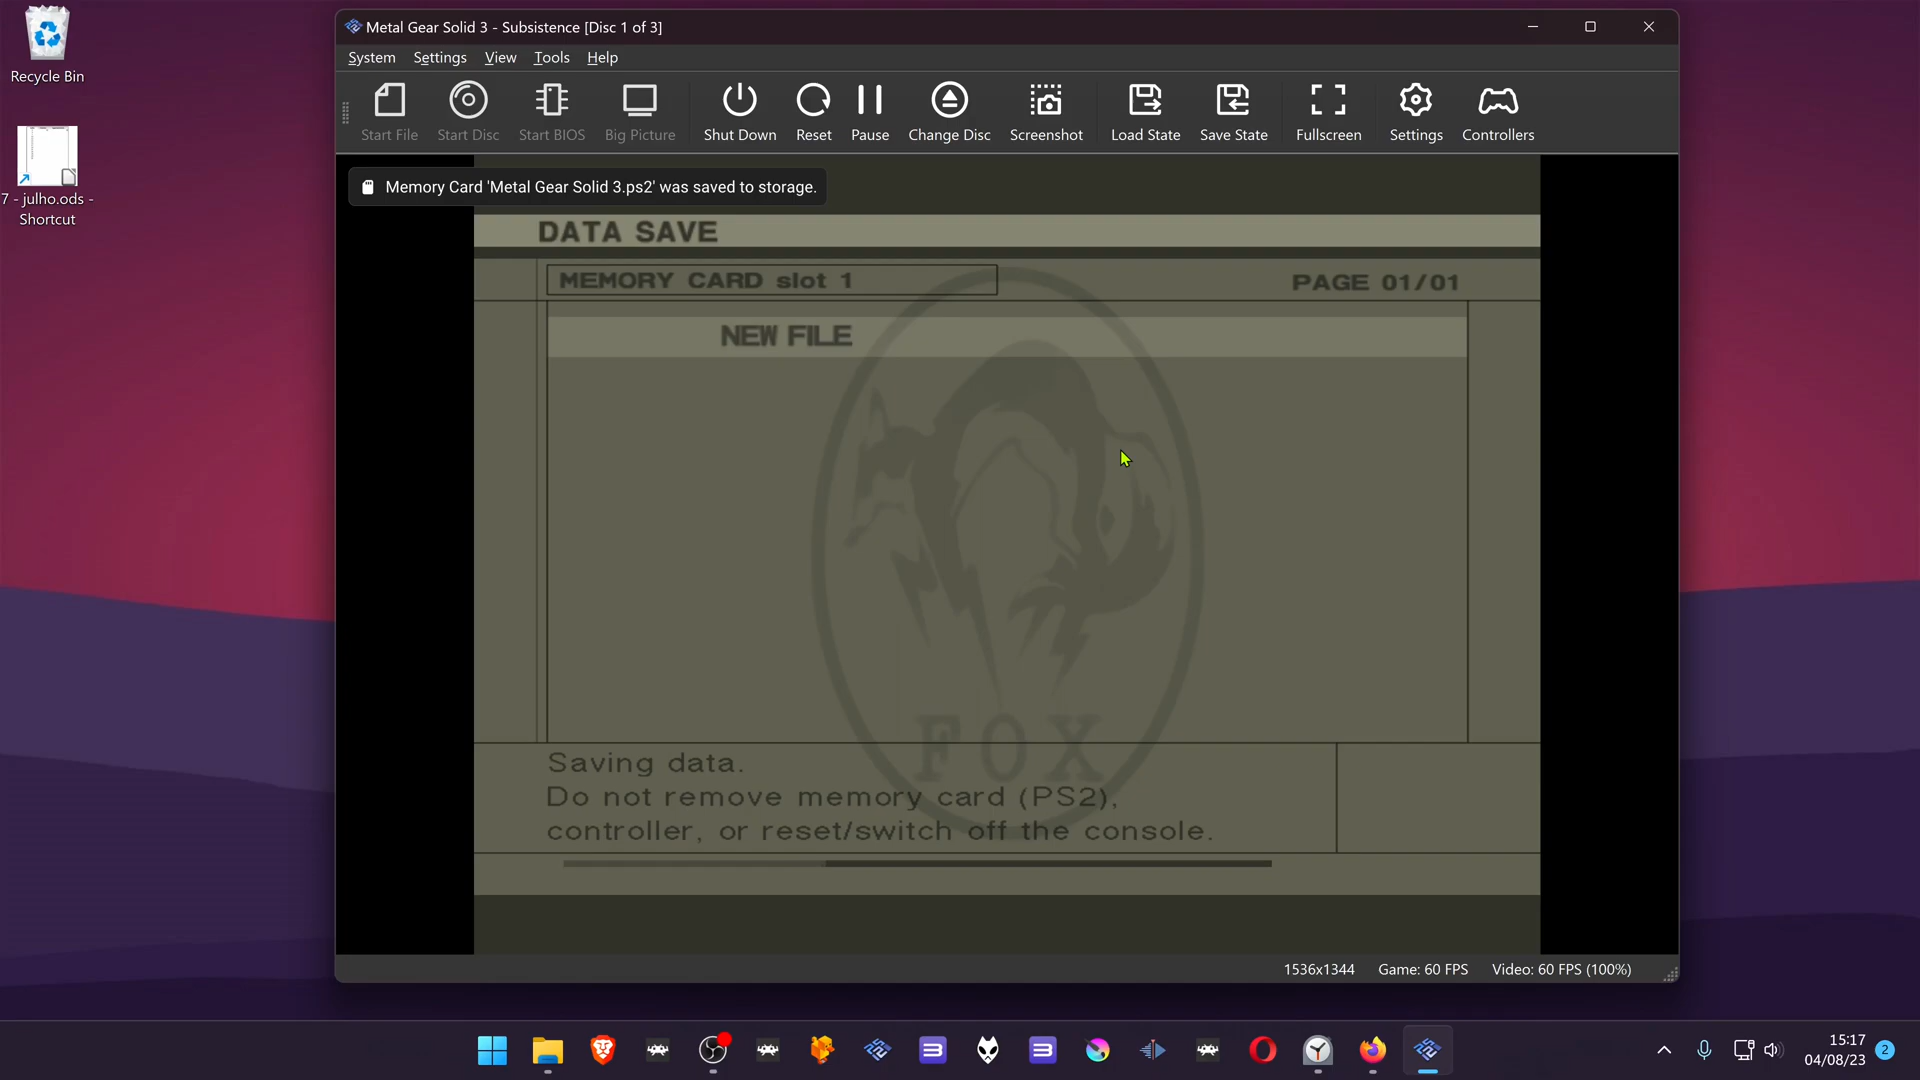 Recycle Bin
7 - julho.ods -
Shortcut
Metal Gear Solid 3 - Subsistence [Disc 1 of 3]
System Settings View Tools Help
Start File Start Disc Start BIOS Big Picture Shut Down Reset Pause Change Disc Screenshot Load State Save State Fullscreen Settings Controllers
Memory Card 'Metal Gear Solid 3.ps2' was saved to storage.
DATA SAVE
MEMORY CARD slot 1 PAGE 01/01
NEW FILE
FOX
Saving data.
Do not remove memory card (PS2),
controller, or reset/switch off the console.
1536x1344 Game: 60 FPS Video: 60 FPS (100%)
15:17
04/08/23 2